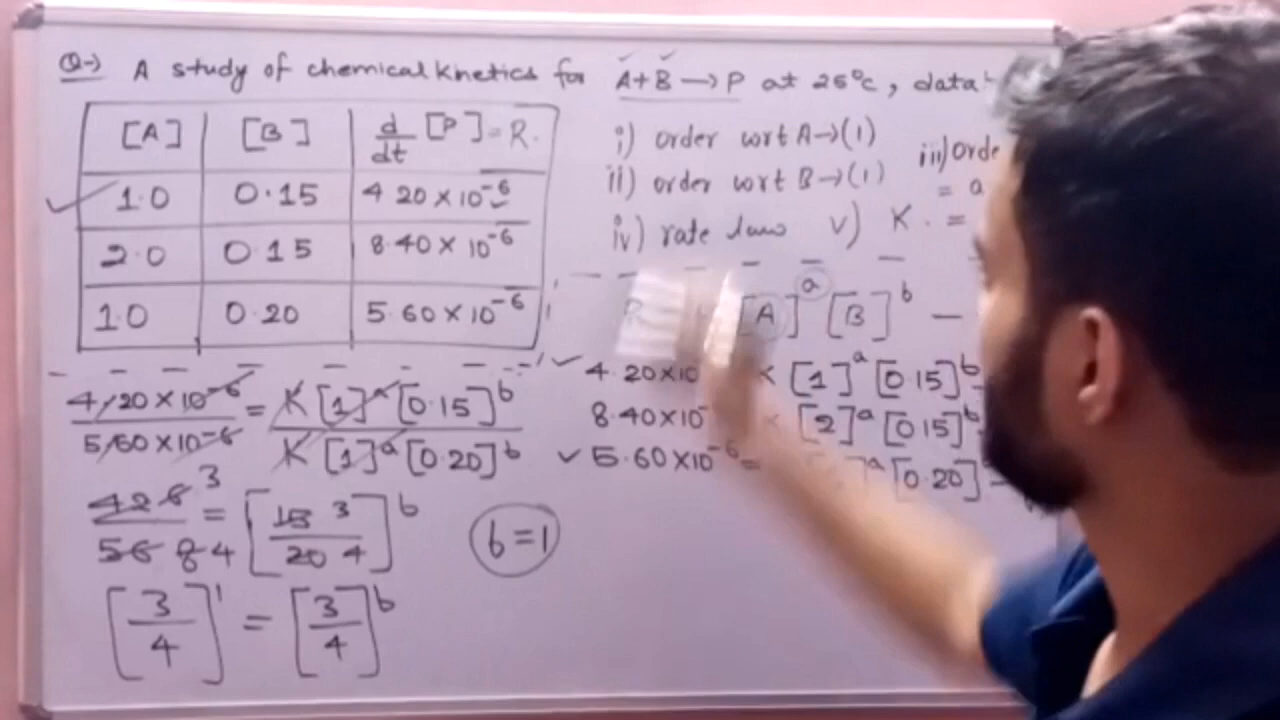 Q→ A study of chemical kinetics for A+B → P at 25°C, data
[A] [B] d/dt [P] = R.
1.0 0.15 4.20 × 10⁻⁶
2.0 0.15 8.40 × 10⁻⁶
1.0 0.20 5.60 × 10⁻⁶
i) order wrt A → (1)
ii) order wrt B → (1)
iii) Orde
= a
iv) rate law v) K. =
R [A]ᵃ [B]ᵇ —
4.20×10 K [1]ᵃ [0.15]ᵇ
8.40×10⁻ K [2]ᵃ [0.15]ᵇ
5.60×10⁻⁶ = ]ᵃ [0.20]
4.20×10⁻⁶ / 5.60×10⁻⁶ = K [1]ᵃ [0.15]ᵇ / K [1]ᵃ [0.20]ᵇ
42 6 3 / 56 8 4 = [15 3 / 20 4]ᵇ
b=1
[3/4]¹ = [3/4]ᵇ